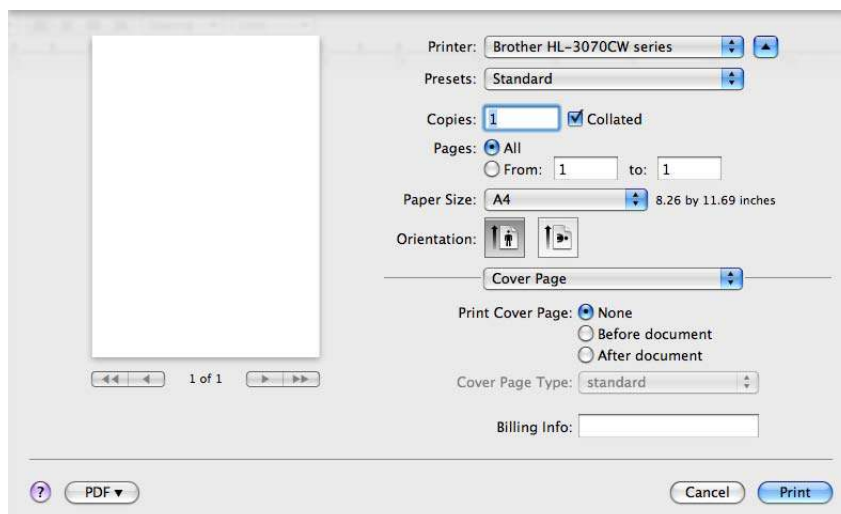 Printer: Brother HL-3070CW series
Presets: Standard
Copies: 1 Collated
Pages: All
From: 1 to: 1
Paper Size: A4 8.26 by 11.69 inches
Orientation:
Cover Page
Print Cover Page: None
Before document
After document
1 of 1
Cover Page Type: standard
Billing Info:
? PDF Cancel Print